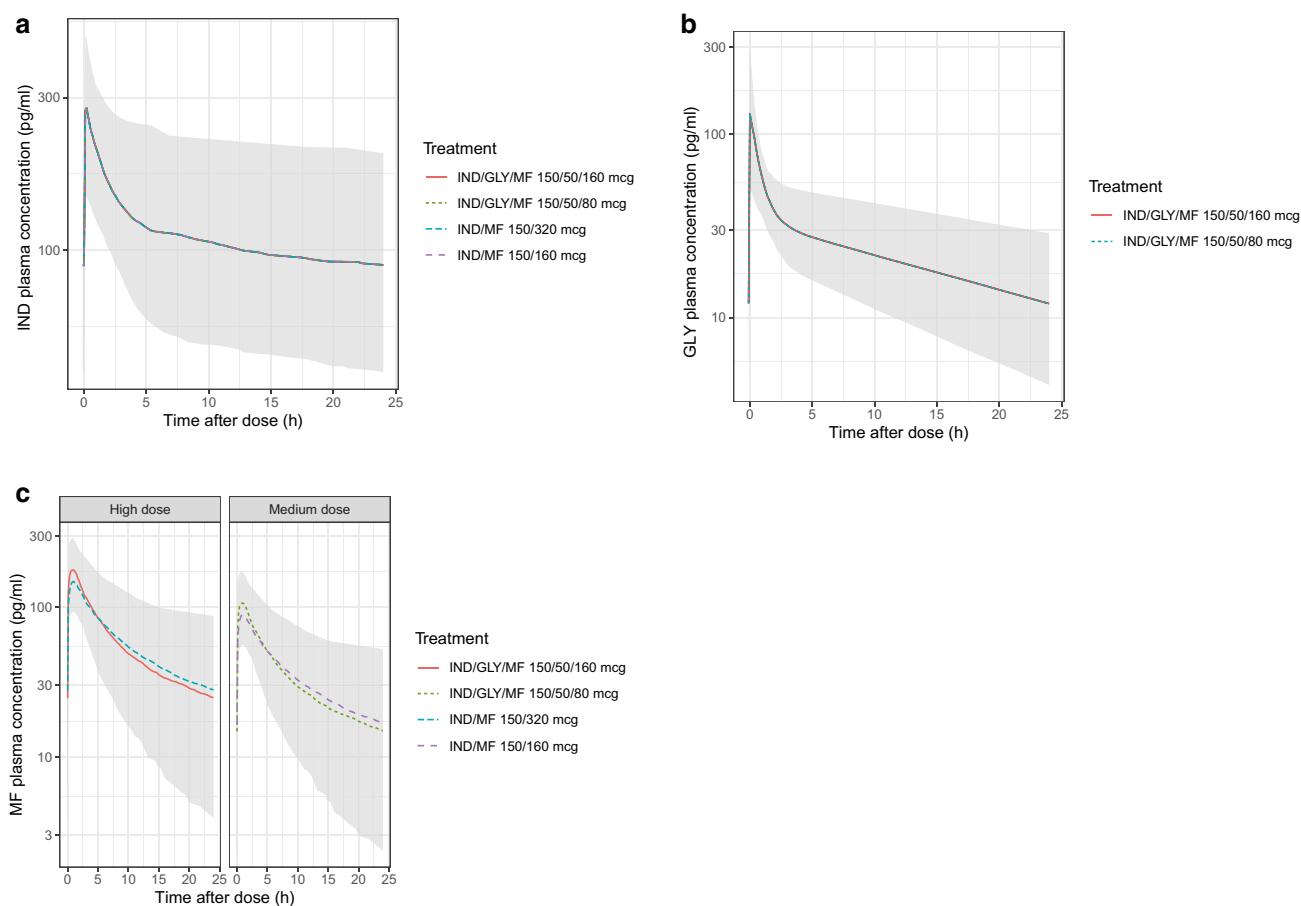 a
IND plasma concentration (pg/ml)
300
100
0 5 10 15 20 25
Time after dose (h)
Treatment
IND/GLY/MF 150/50/160 mcg
IND/GLY/MF 150/50/80 mcg
IND/MF 150/320 mcg
IND/MF 150/160 mcg
b
GLY plasma concentration (pg/ml)
300
100
30
10
0 5 10 15 20 25
Time after dose (h)
Treatment
IND/GLY/MF 150/50/160 mcg
IND/GLY/MF 150/50/80 mcg
c
High dose
Medium dose
MF plasma concentration (pg/ml)
300
100
30
10
3
0 5 10 15 20 25
0 5 10 15 20 25
Time after dose (h)
Treatment
IND/GLY/MF 150/50/160 mcg
IND/GLY/MF 150/50/80 mcg
IND/MF 150/320 mcg
IND/MF 150/160 mcg